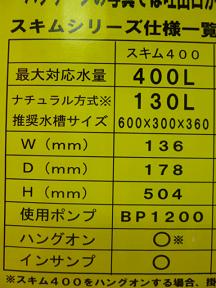 スキムシリーズ仕様一覧
スキム400
最大対応水量 400L
ナチュラル方式※ 130L
推奨水槽サイズ 600×300×360
W（mm） 136
D（mm） 178
H（mm） 504
使用ポンプ BP1200
ハングオン ○※
インサンプ ○
※スキム400をハングオンする場合、掛